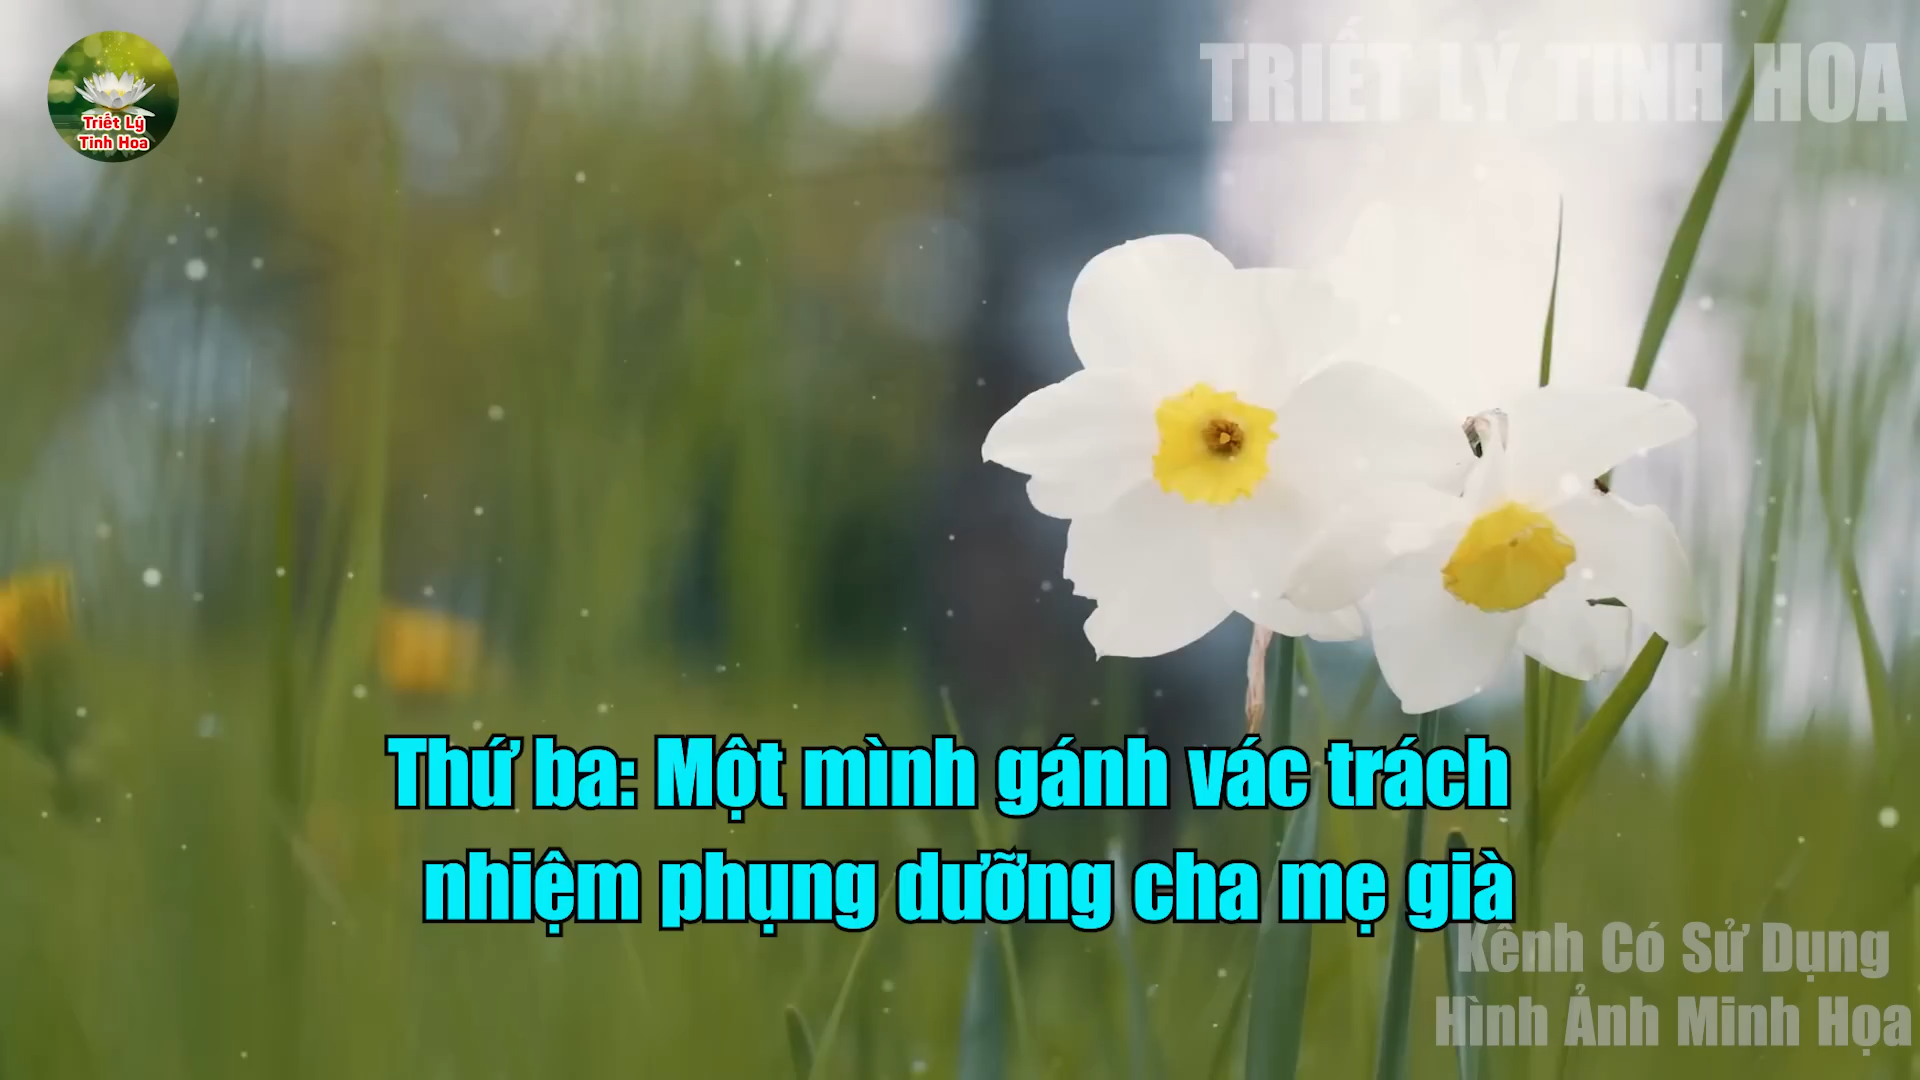 TRIẾT LÝ TINH HOA
Triết Lý
Tinh Hoa
Thứ ba: Một mình gánh vác trách
nhiệm phụng dưỡng cha mẹ già
Kênh Có Sử Dụng
Hình Ảnh Minh Họa